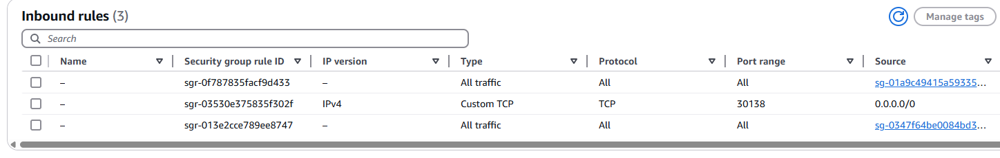 Inbound rules (3)
Manage tags
Search
Name Security group rule ID IP version Type Protocol Port range Source
– sgr-0f787835facf9d433 – All traffic All All sg-01a9c49415a59335...
– sgr-03530e375835f302f IPv4 Custom TCP TCP 30138 0.0.0.0/0
– sgr-013e2cce789ee8747 – All traffic All All sg-0347f64be0084bd3...